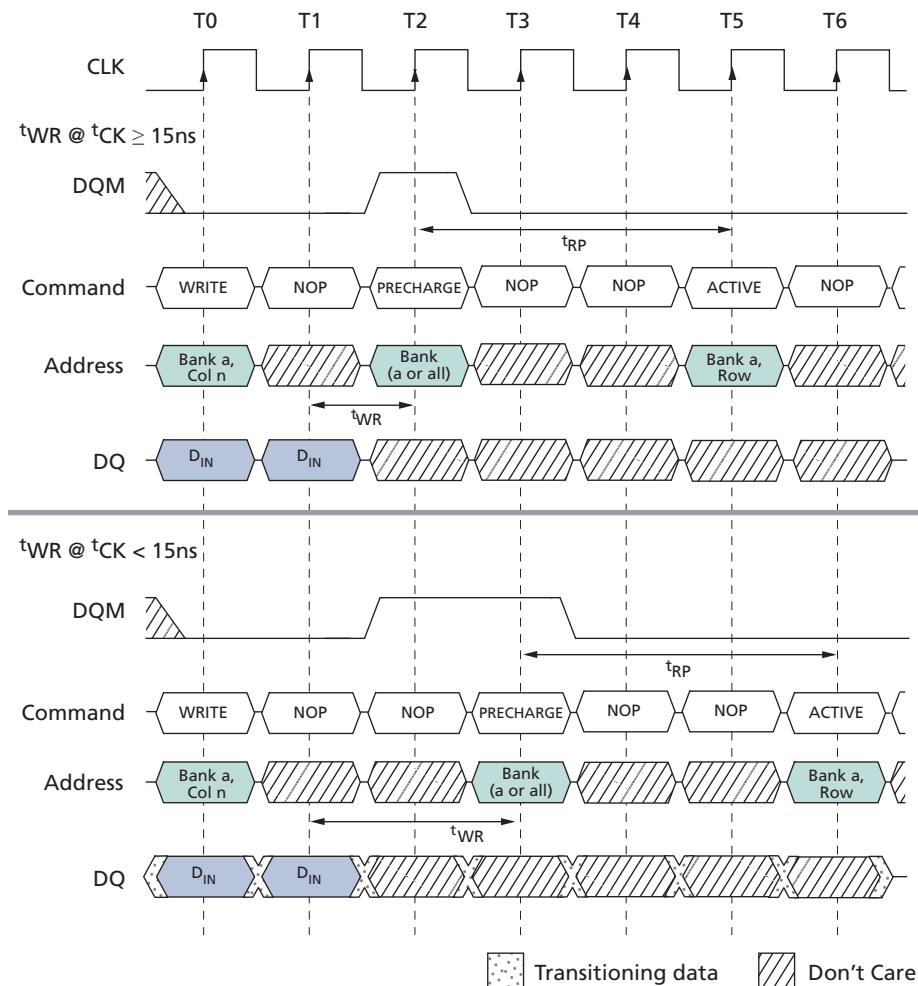 T0 T1 T2 T3 T4 T5 T6
CLK
tWR @ tCK ≥ 15ns
DQM
tRP
Command WRITE NOP PRECHARGE NOP NOP ACTIVE NOP
Address Bank a, Col n Bank (a or all) Bank a, Row
tWR
DQ DIN DIN
tWR @ tCK < 15ns
DQM
tRP
Command WRITE NOP NOP PRECHARGE NOP NOP ACTIVE
Address Bank a, Col n Bank (a or all) Bank a, Row
tWR
DQ DIN DIN
Transitioning data Don't Care